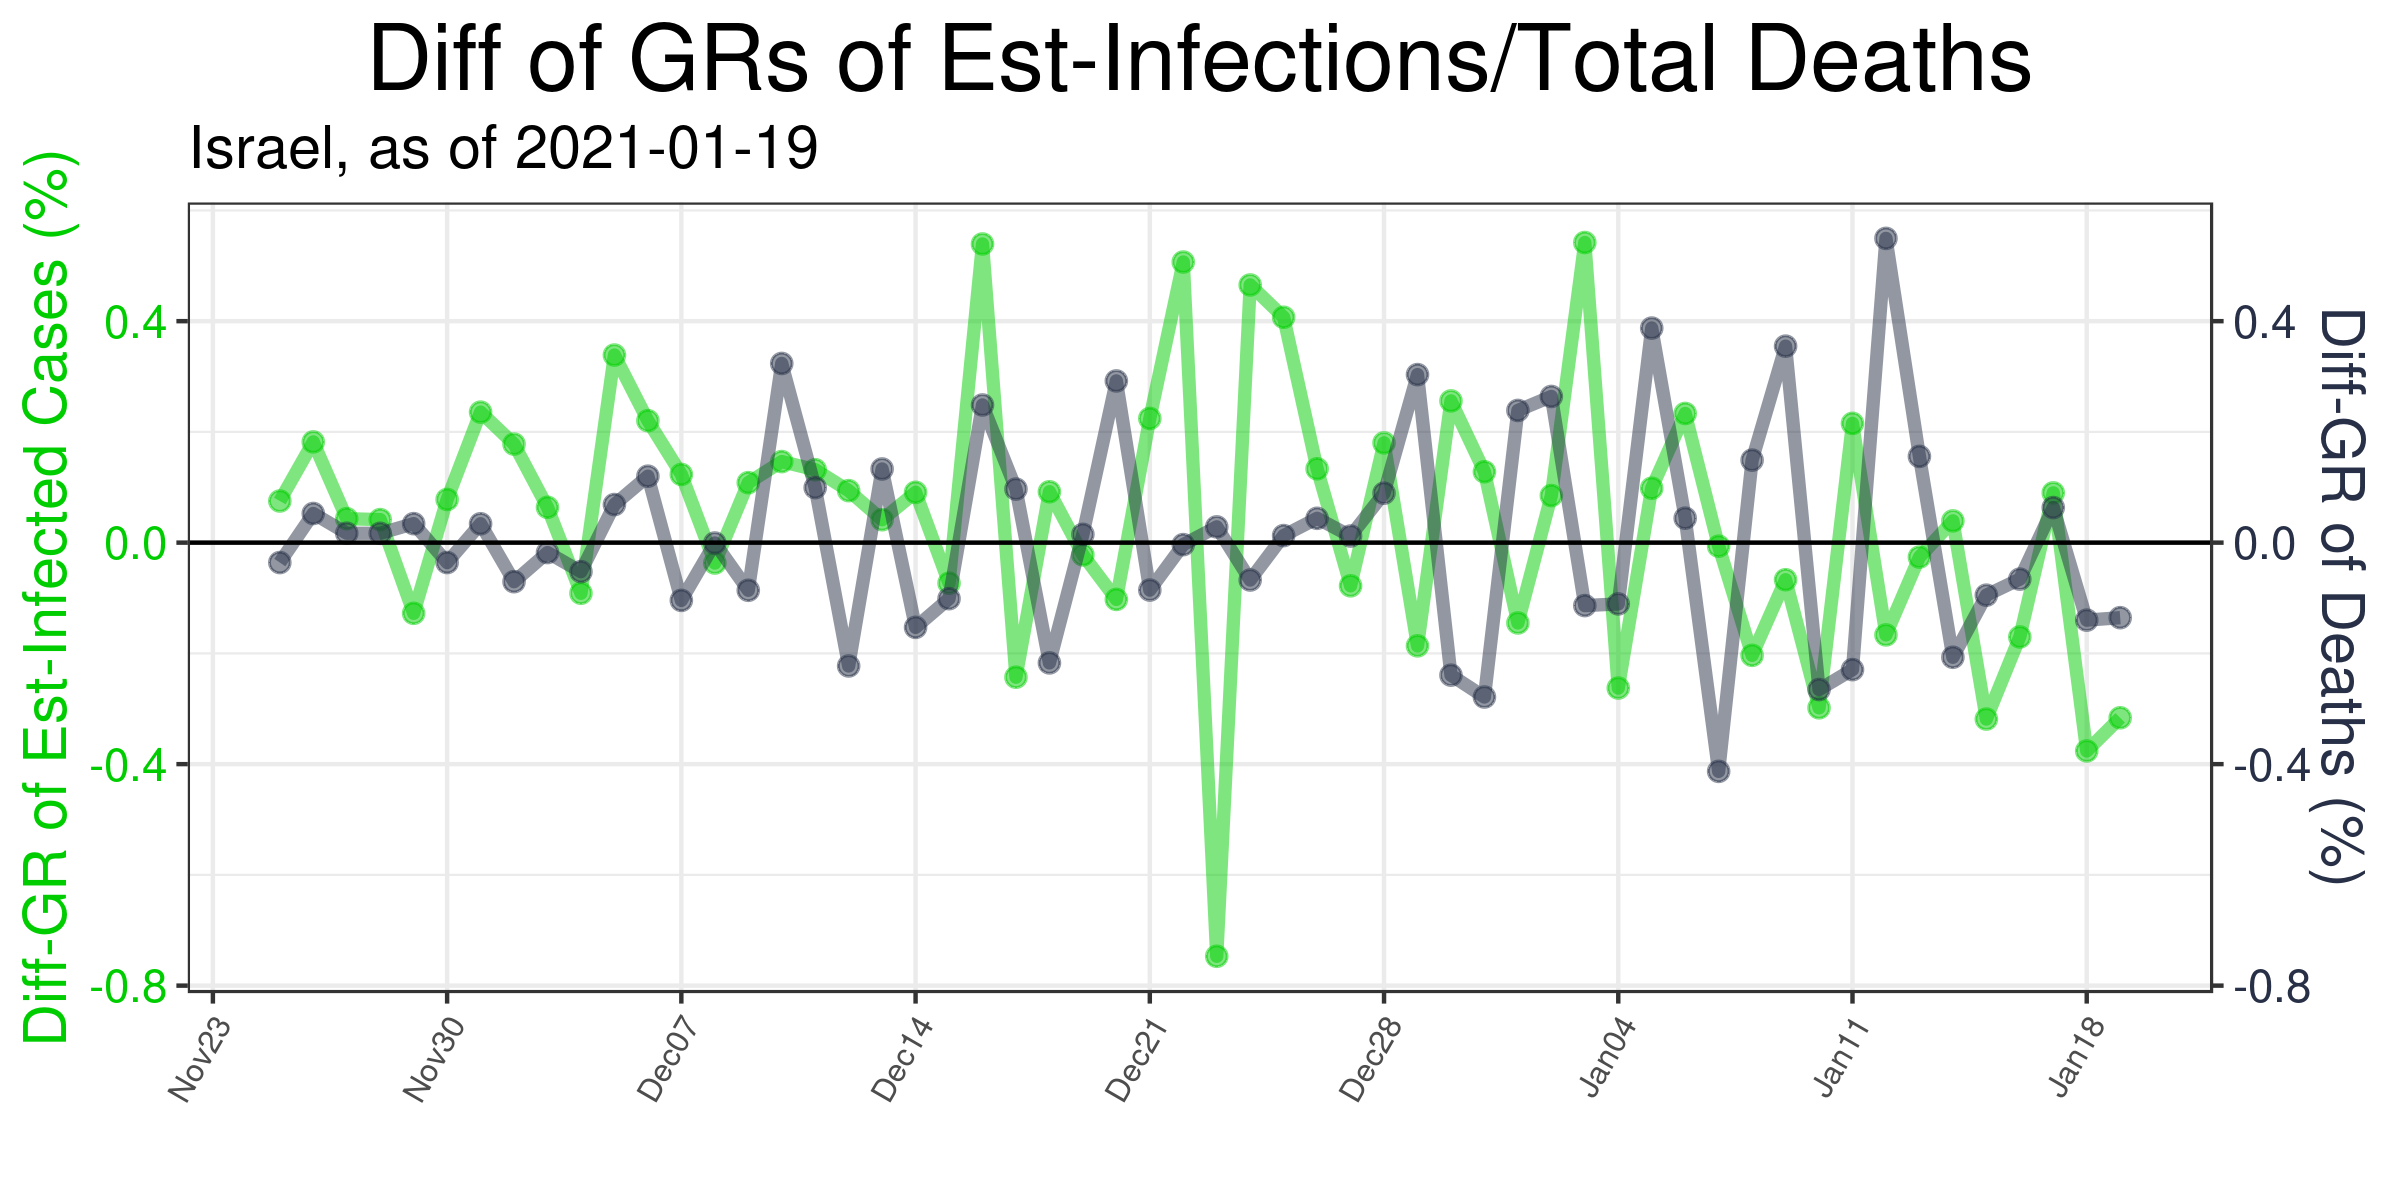 Diff of GRs of Est-Infections/Total Deaths
Israel, as of 2021-01-19
Diff-GR of Est-Infected Cases (%)
0.4
0.0
-0.4
-0.8
0.4
0.0
-0.4
-0.8
Diff-GR of Deaths (%)
Nov23
Nov30
Dec07
Dec14
Dec21
Dec28
Jan04
Jan11
Jan18